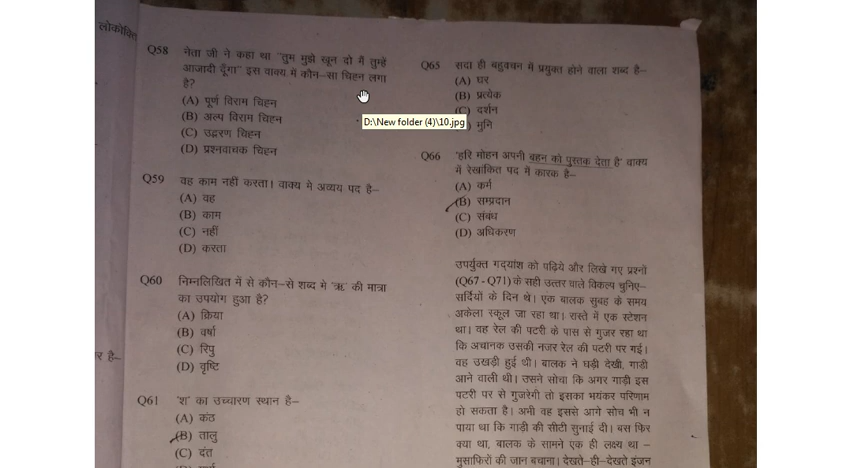 लोकोक्ति
र है–
Q58 नेता जी ने कहा था "तुम मुझे खून दो मैं तुम्हे
आजादी दूँगा" इस वाक्य में कौन–सा चिहन लगा
है?
(A) पूर्ण विराम चिहन
(B) अल्प विराम चिहन
(C) उद्धरण चिहन
(D) प्रश्नवाचक चिहन
Q59 वह काम नहीं करता। वाक्य मे अव्यय पद है–
(A) वह
(B) काम
(C) नहीं
(D) करता
Q60 निम्नलिखित में से कौन–से शब्द मे 'ऋ' की मात्रा
का उपयोग हुआ है?
(A) क्रिया
(B) वर्षा
(C) रिपु
(D) वृष्टि
Q61 'श' का उच्चारण स्थान है–
(A) कंठ
(B) तालु
(C) दंत
Q65 सदा ही बहुवचन में प्रयुक्त होने वाला शब्द है–
(A) घर
(B) प्रत्येक
(C) दर्शन
मुनि
D:\New folder (4)\10.jpg
Q66 'हरि मोहन अपनी बहन को पुस्तक देता है' वाक्य
में रेखांकित पद में कारक है–
(A) कर्म
(B) सम्प्रदान
(C) संबंध
(D) अधिकरण
उपर्युक्त गद्यांश को पढ़िये और लिखे गए प्रश्नों
(Q67 - Q71) के सही उत्तर वाले विकल्प चुनिए–
सर्दियों के दिन थे। एक बालक सुबह के समय
अकेला स्कूल जा रहा था। रास्ते में एक स्टेशन
था। वह रेल की पटरी के पास से गुजर रहा था
कि अचानक उसकी नजर रेल की पटरी पर गई।
वह उखड़ी हुई थी। बालक ने घड़ी देखी, गाड़ी
आने वाली थी। उसने सोचा कि अगर गाड़ी इस
पटरी पर से गुजरेगी तो इसका भयंकर परिणाम
हो सकता है। अभी वह इससे आगे सोच भी न
पाया था कि गाड़ी की सीटी सुनाई दी। बस फिर
क्या था, बालक के सामने एक ही लक्ष्य था –
मुसाफिरों की जान बचाना। देखते–ही–देखते इंजन